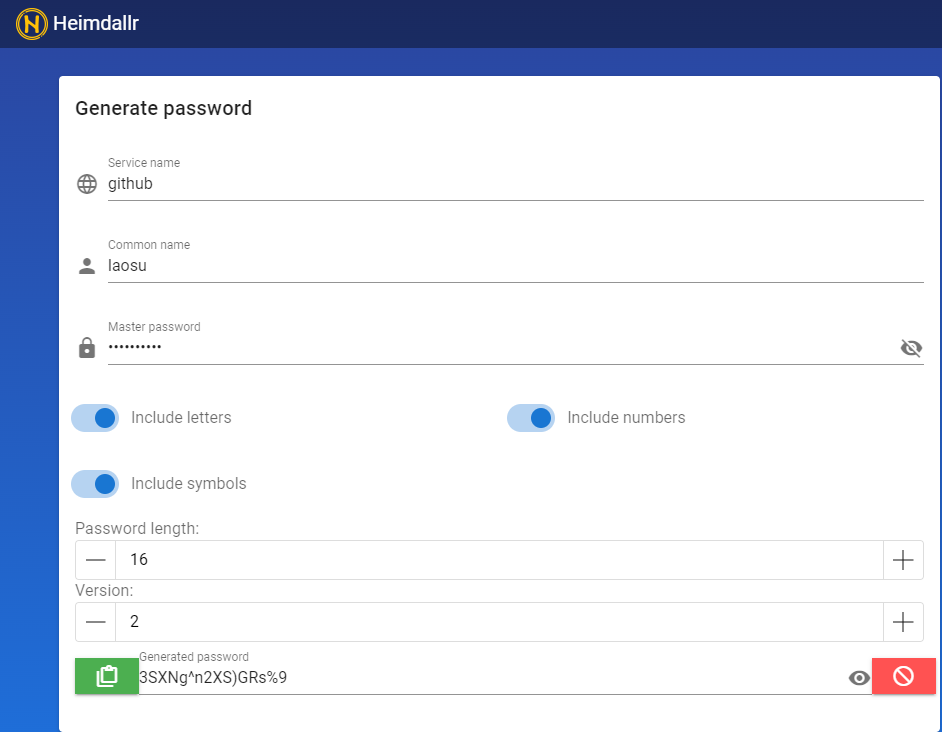 Heimdallr
Generate password
Service name
github
Common name
laosu
Master password
••••••••••
Include letters
Include numbers
Include symbols
Password length:
16
Version:
2
Generated password
3SXNg^n2XS)GRs%9